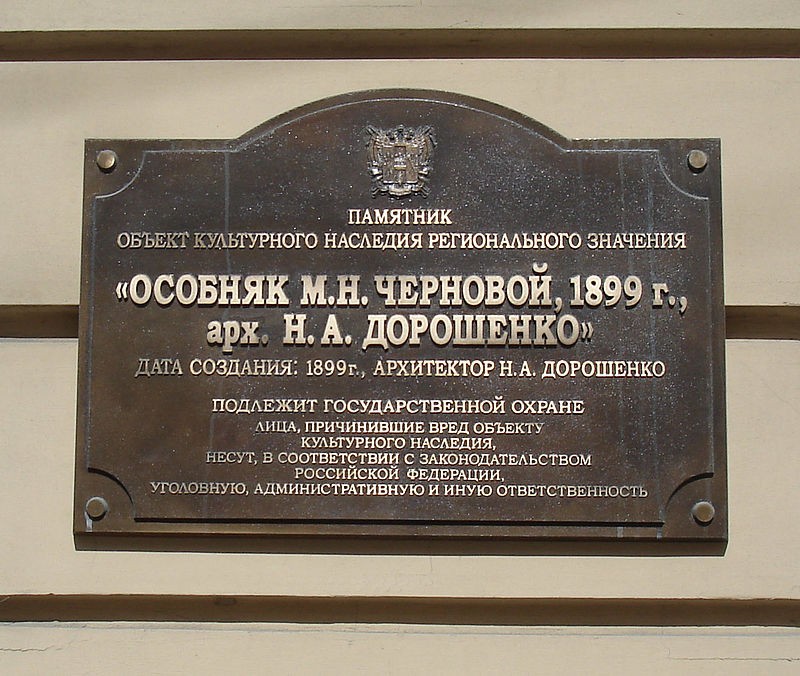 ПАМЯТНИК
ОБЪЕКТ КУЛЬТУРНОГО НАСЛЕДИЯ РЕГИОНАЛЬНОГО ЗНАЧЕНИЯ
«ОСОБНЯК М.Н. ЧЕРНОВОЙ, 1899 г.,
арх. Н. А. ДОРОШЕНКО»
ДАТА СОЗДАНИЯ: 1899 г., АРХИТЕКТОР Н. А. ДОРОШЕНКО
ПОДЛЕЖИТ ГОСУДАРСТВЕННОЙ ОХРАНЕ
ЛИЦА, ПРИЧИНИВШИЕ ВРЕД ОБЪЕКТУ
КУЛЬТУРНОГО НАСЛЕДИЯ,
НЕСУТ, В СООТВЕТСТВИИ С ЗАКОНОДАТЕЛЬСТВОМ
РОССИЙСКОЙ ФЕДЕРАЦИИ,
УГОЛОВНУЮ, АДМИНИСТРАТИВНУЮ И ИНУЮ ОТВЕТСТВЕННОСТЬ